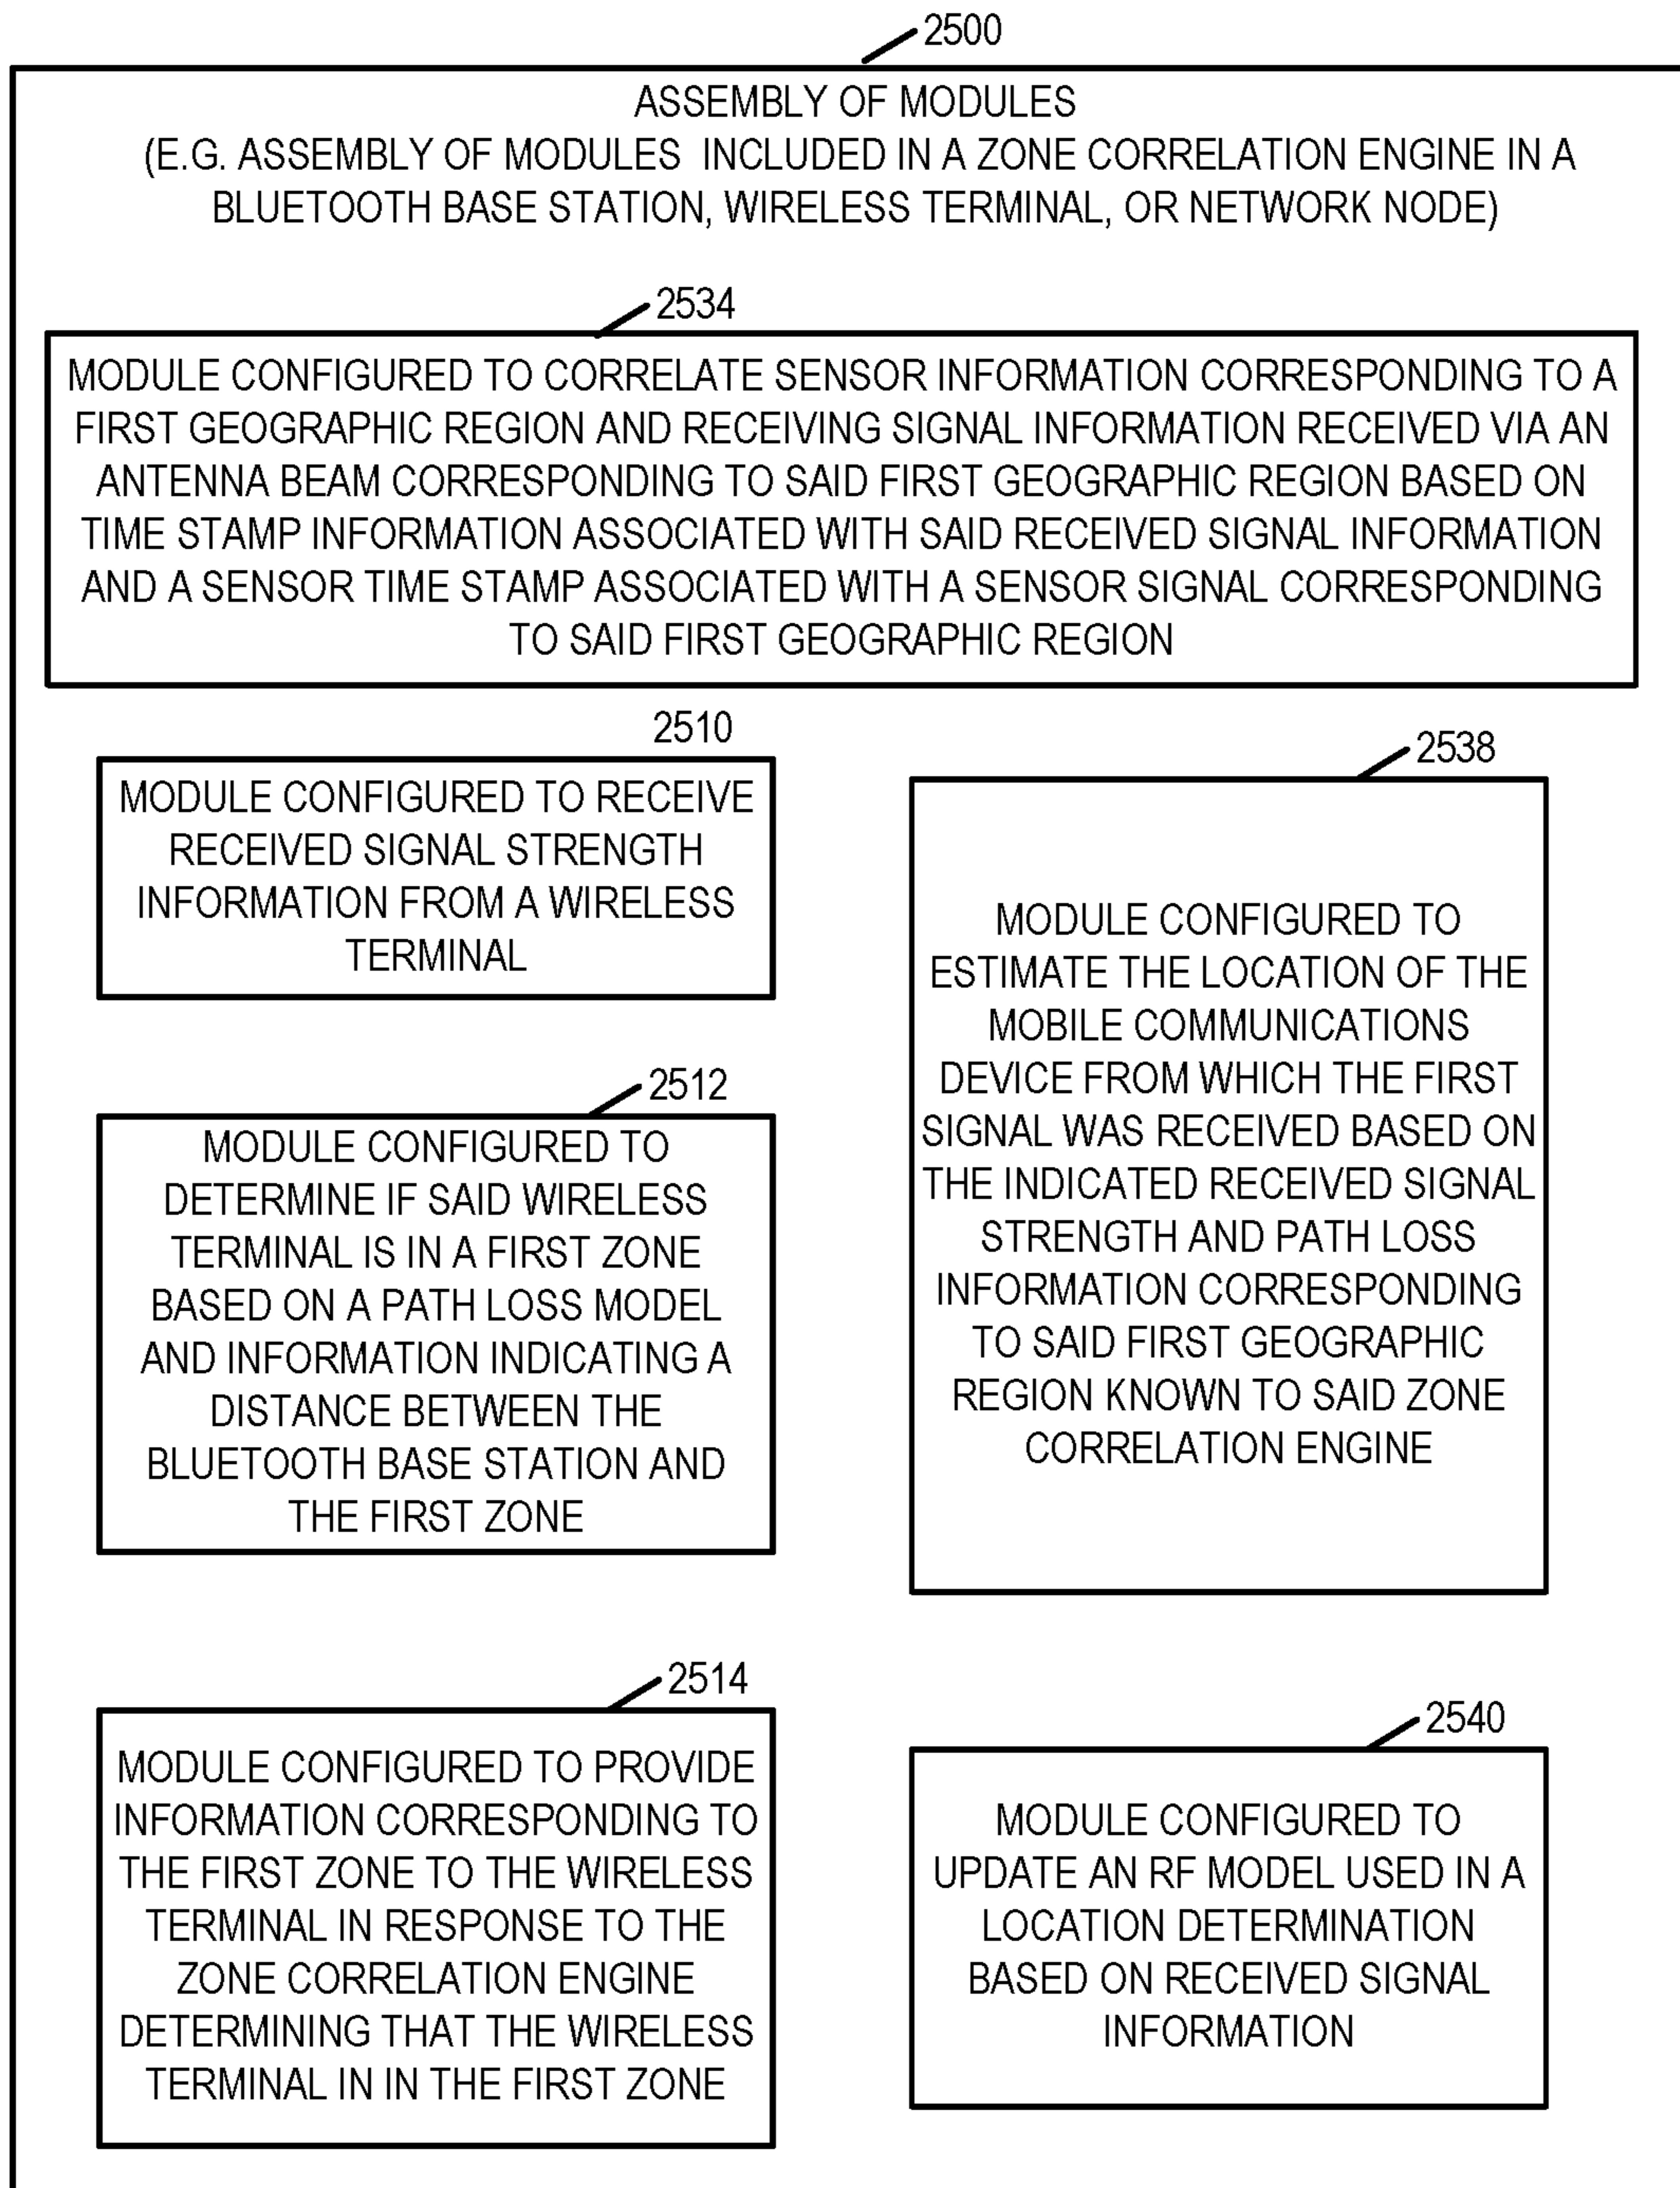 2500
ASSEMBLY OF MODULES
(E.G. ASSEMBLY OF MODULES INCLUDED IN A ZONE CORRELATION ENGINE IN A
BLUETOOTH BASE STATION, WIRELESS TERMINAL, OR NETWORK NODE)
2534
MODULE CONFIGURED TO CORRELATE SENSOR INFORMATION CORRESPONDING TO A
FIRST GEOGRAPHIC REGION AND RECEIVING SIGNAL INFORMATION RECEIVED VIA AN
ANTENNA BEAM CORRESPONDING TO SAID FIRST GEOGRAPHIC REGION BASED ON
TIME STAMP INFORMATION ASSOCIATED WITH SAID RECEIVED SIGNAL INFORMATION
AND A SENSOR TIME STAMP ASSOCIATED WITH A SENSOR SIGNAL CORRESPONDING
TO SAID FIRST GEOGRAPHIC REGION
2510
MODULE CONFIGURED TO RECEIVE
RECEIVED SIGNAL STRENGTH
INFORMATION FROM A WIRELESS
TERMINAL
2512
MODULE CONFIGURED TO
DETERMINE IF SAID WIRELESS
TERMINAL IS IN A FIRST ZONE
BASED ON A PATH LOSS MODEL
AND INFORMATION INDICATING A
DISTANCE BETWEEN THE
BLUETOOTH BASE STATION AND
THE FIRST ZONE
2514
MODULE CONFIGURED TO PROVIDE
INFORMATION CORRESPONDING TO
THE FIRST ZONE TO THE WIRELESS
TERMINAL IN RESPONSE TO THE
ZONE CORRELATION ENGINE
DETERMINING THAT THE WIRELESS
TERMINAL IN IN THE FIRST ZONE
2538
MODULE CONFIGURED TO
ESTIMATE THE LOCATION OF THE
MOBILE COMMUNICATIONS
DEVICE FROM WHICH THE FIRST
SIGNAL WAS RECEIVED BASED ON
THE INDICATED RECEIVED SIGNAL
STRENGTH AND PATH LOSS
INFORMATION CORRESPONDING
TO SAID FIRST GEOGRAPHIC
REGION KNOWN TO SAID ZONE
CORRELATION ENGINE
2540
MODULE CONFIGURED TO
UPDATE AN RF MODEL USED IN A
LOCATION DETERMINATION
BASED ON RECEIVED SIGNAL
INFORMATION